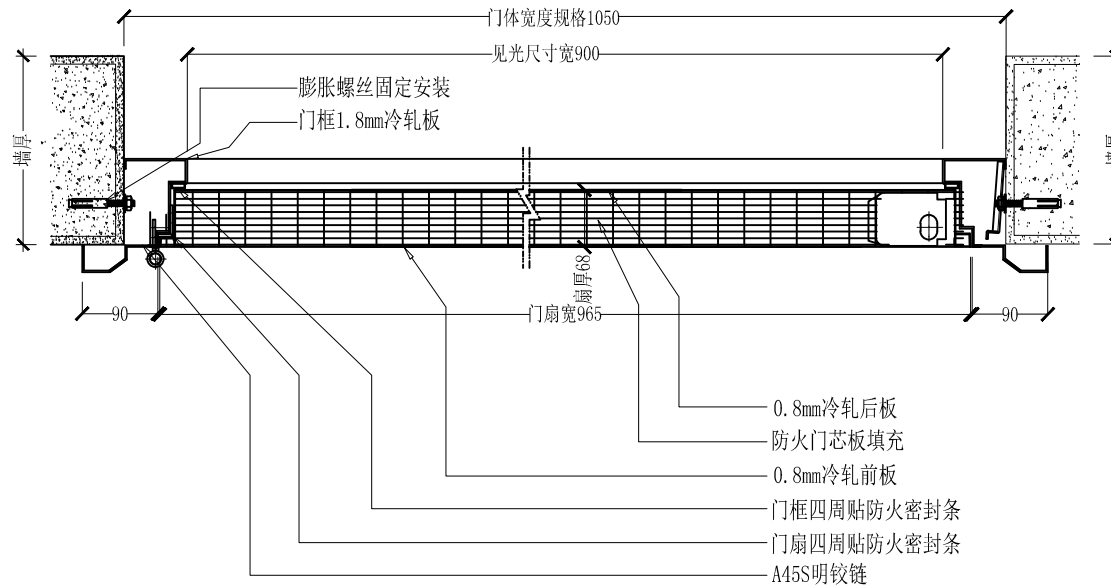 门体宽度规格1050
见光尺寸宽900
膨胀螺丝固定安装
门框1.8mm冷轧板
墙厚
墙厚
扇厚68
90
门扇宽965
90
0.8mm冷轧后板
防火门芯板填充
0.8mm冷轧前板
门框四周贴防火密封条
门扇四周贴防火密封条
A45S明铰链